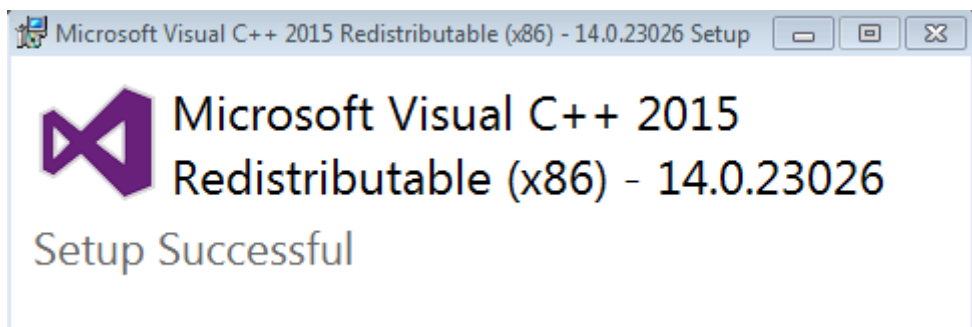 Microsoft Visual C++ 2015 Redistributable (x86) - 14.0.23026 Setup
Microsoft Visual C++ 2015
Redistributable (x86) - 14.0.23026
Setup Successful